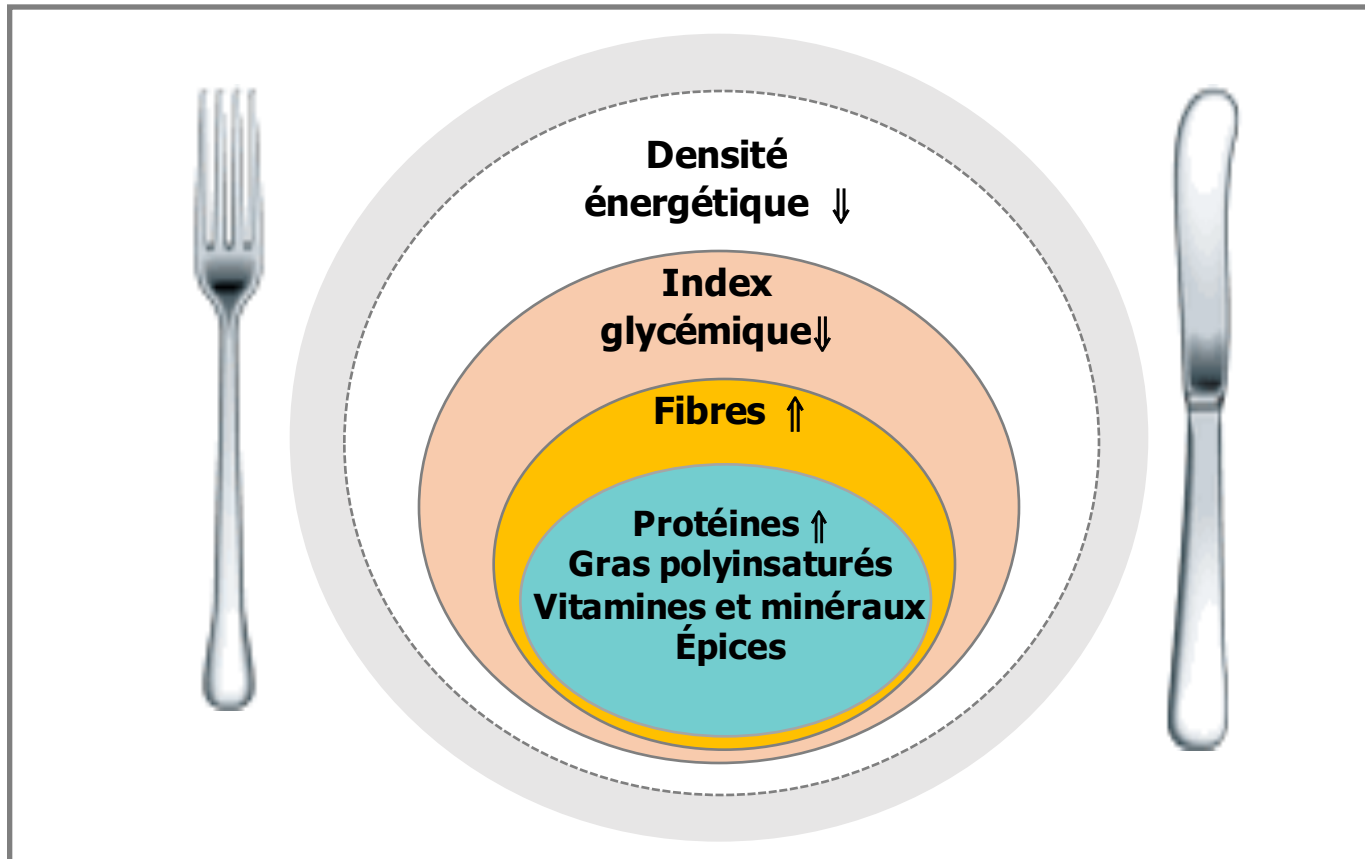 Densité
énergétique ⇓
Index
glycémique⇓
Fibres ⇑
Protéines ⇑
Gras polyinsaturés
Vitamines et minéraux
Épices